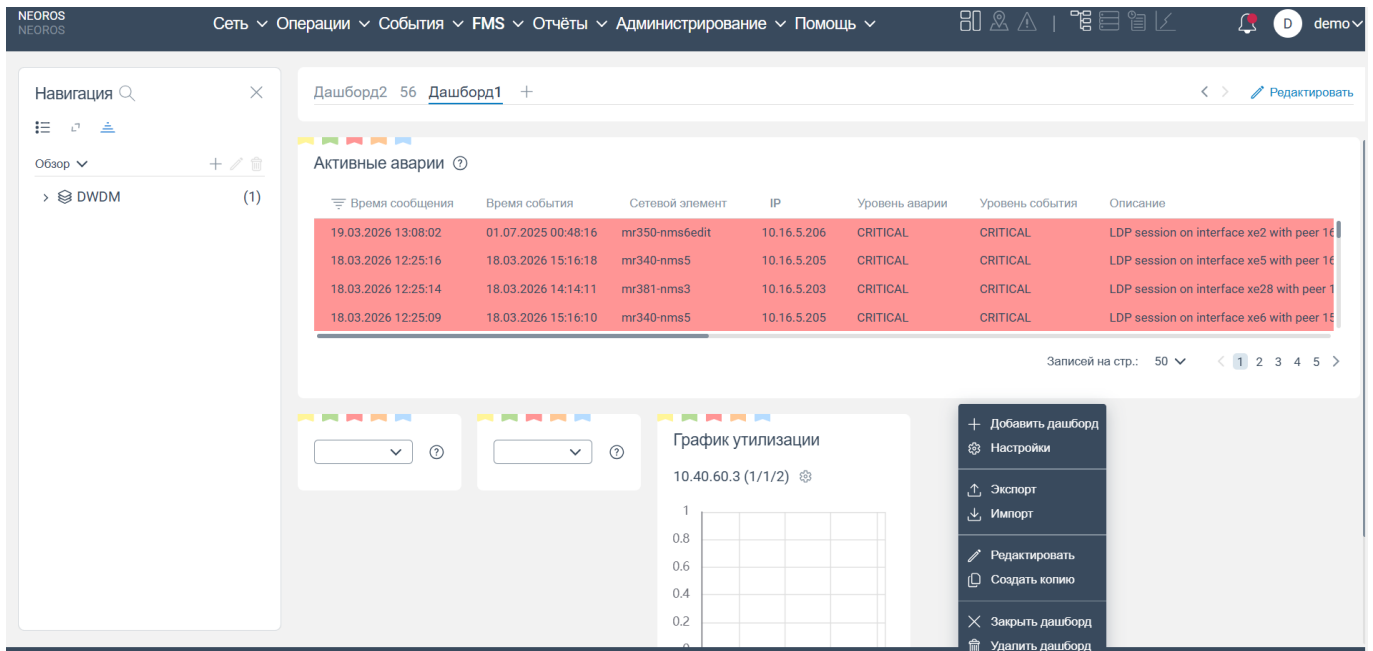 NEOROS
NEOROS
Сеть Операции События FMS Отчёты Администрирование Помощь
D demo
Навигация
Обзор
DWDM (1)
Дашборд2 56 Дашборд1 +
Редактировать
Активные аварии ?
Время сообщения Время события Сетевой элемент IP Уровень аварии Уровень события Описание
19.03.2026 13:08:02 01.07.2025 00:48:16 mr350-nms6edit 10.16.5.206 CRITICAL CRITICAL LDP session on interface xe2 with peer 16
18.03.2026 12:25:16 18.03.2026 15:16:18 mr340-nms5 10.16.5.205 CRITICAL CRITICAL LDP session on interface xe5 with peer 16
18.03.2026 12:25:14 18.03.2026 14:14:11 mr381-nms3 10.16.5.203 CRITICAL CRITICAL LDP session on interface xe28 with peer 1
18.03.2026 12:25:09 18.03.2026 15:16:10 mr340-nms5 10.16.5.205 CRITICAL CRITICAL LDP session on interface xe6 with peer 15
Записей на стр.: 50 < 1 2 3 4 5 >
?
?
График утилизации
10.40.60.3 (1/1/2)
1
0.8
0.6
0.4
0.2
0
Добавить дашборд
Настройки
Экспорт
Импорт
Редактировать
Создать копию
Закрыть дашборд
Удалить дашборд